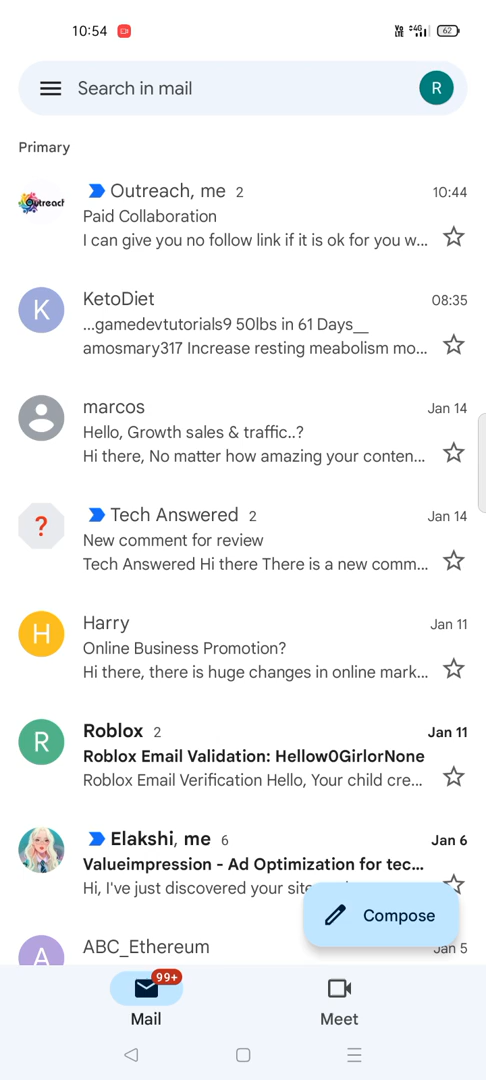 10:54
Vo LTE 4G 62
Search in mail
R
Primary
Outreach
Outreach, me 2 10:44
Paid Collaboration
I can give you no follow link if it is ok for you w...
K
KetoDiet 08:35
...gamedevtutorials9 50lbs in 61 Days__
amosmary317 Increase resting meabolism mo...
marcos Jan 14
Hello, Growth sales & traffic..?
Hi there, No matter how amazing your conten...
?
Tech Answered 2 Jan 14
New comment for review
Tech Answered Hi there There is a new comm...
H
Harry Jan 11
Online Business Promotion?
Hi there, there is huge changes in online mark...
R
Roblox 2 Jan 11
Roblox Email Validation: Hellow0GirlorNone
Roblox Email Verification Hello, Your child cre...
Elakshi, me 6 Jan 6
Valueimpression - Ad Optimization for tec...
Hi, I've just discovered your site
Compose
A
ABC_Ethereum Jan 5
99+
Mail
Meet